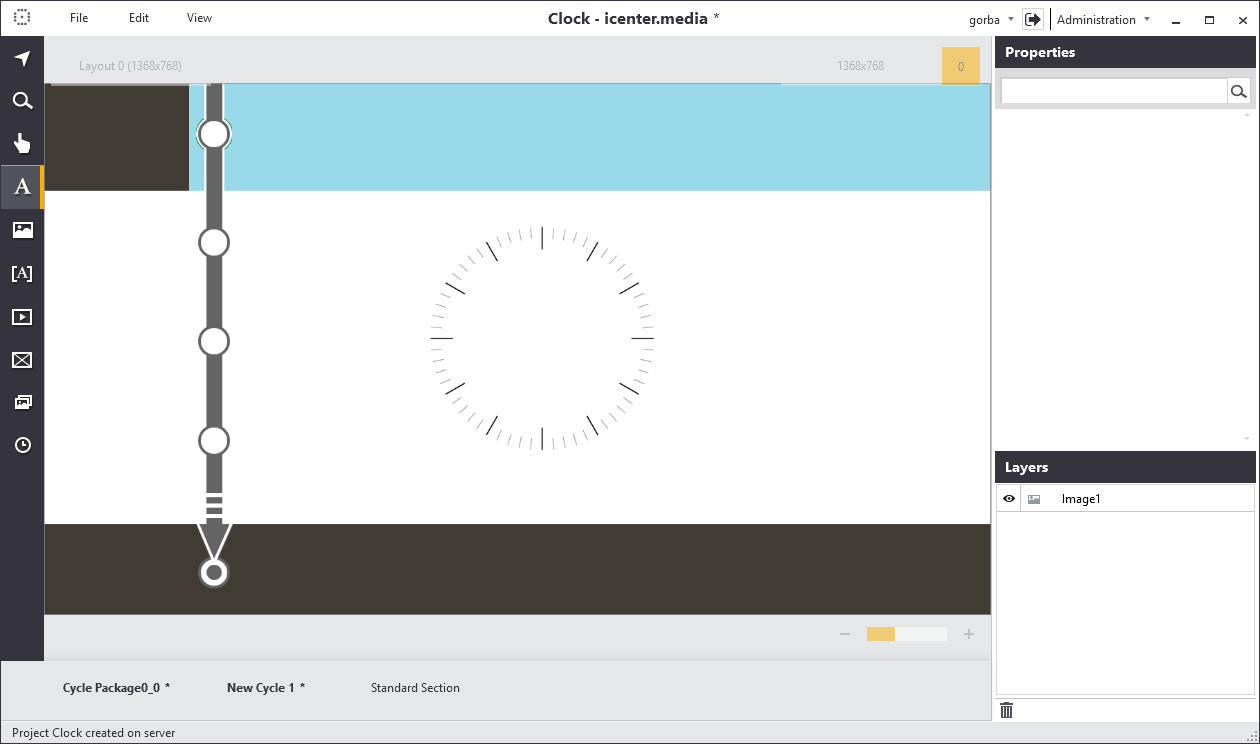 File Edit View Clock - icenter.media * gorba Administration
Layout 0 (1368x768) 1368x768 0
Properties
A
[A]
Layers
Image1
Cycle Package0_0 * New Cycle 1 * Standard Section
Project Clock created on server